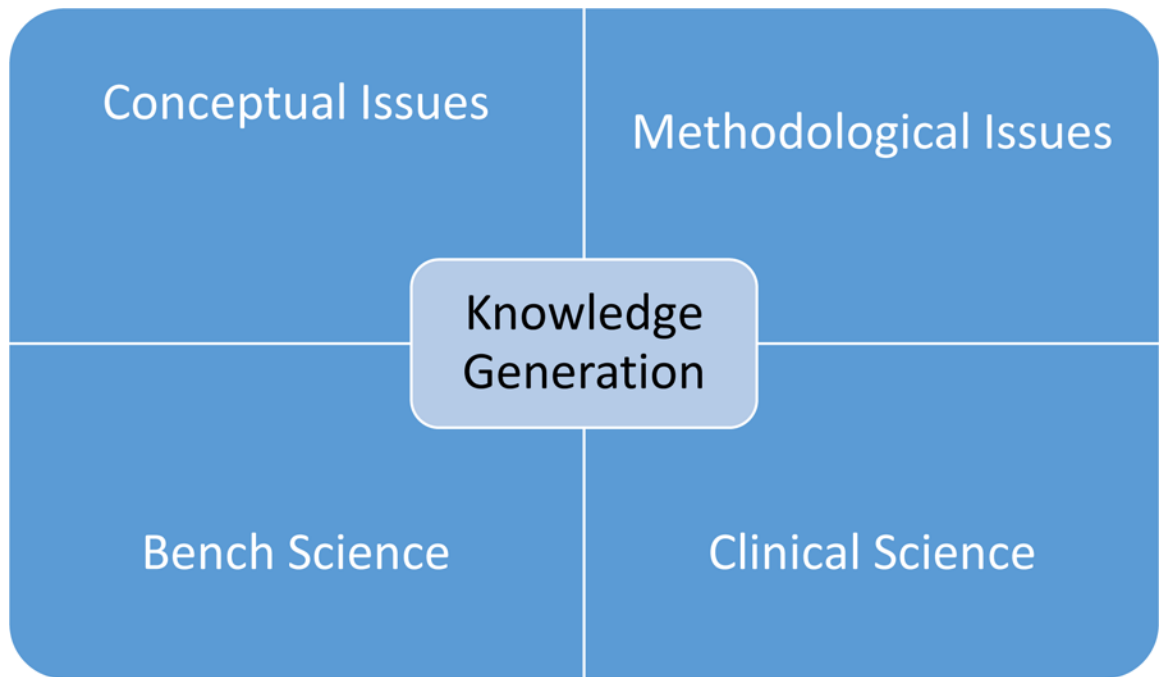 Conceptual Issues
Methodological Issues
Knowledge
Generation
Bench Science
Clinical Science